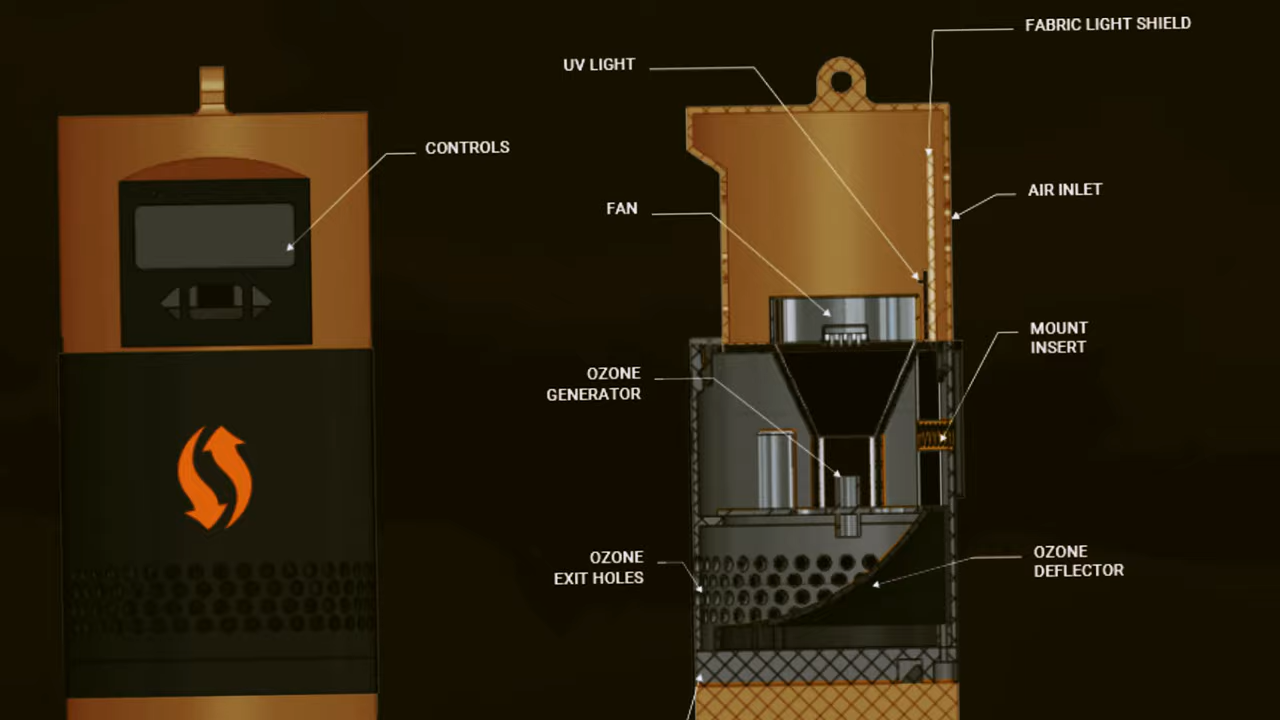 FABRIC LIGHT SHIELD
UV LIGHT
CONTROLS
AIR INLET
FAN
MOUNT
INSERT
OZONE
GENERATOR
OZONE
EXIT HOLES
OZONE
DEFLECTOR